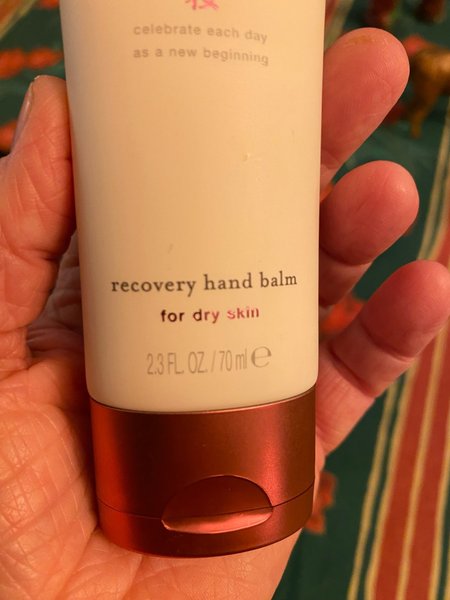 celebrate each day
as a new beginning
recovery hand balm
for dry skin
2.3 FL. OZ. / 70 ml ℮